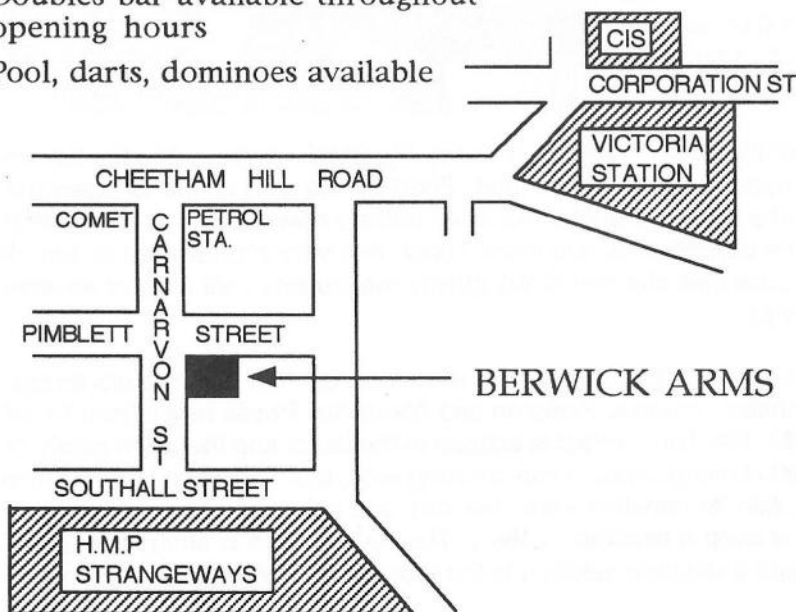 Doubles bar available throughout
opening hours
Pool, darts, dominoes available
CIS
CORPORATION ST
VICTORIA
STATION
CHEETHAM HILL ROAD
COMET
PETROL
STA.
CARNARVON ST
PIMBLETT STREET
BERWICK ARMS
SOUTHALL STREET
H.M.P
STRANGEWAYS